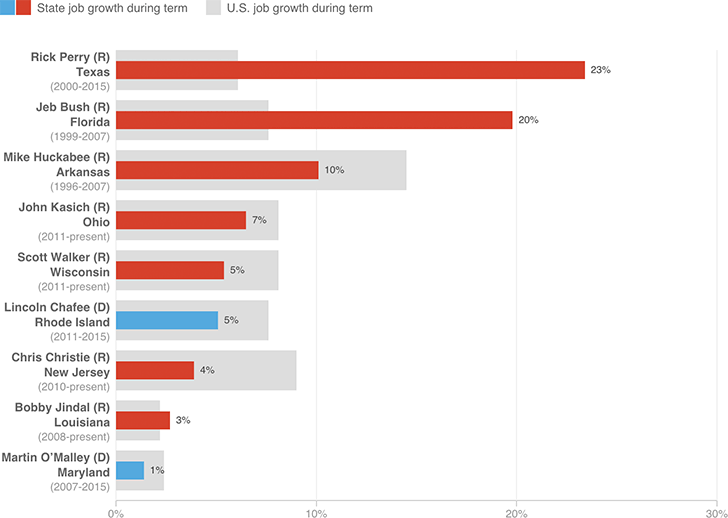 State job growth during term
U.S. job growth during term
Rick Perry (R)
Texas
(2000-2015)
23%
Jeb Bush (R)
Florida
(1999-2007)
20%
Mike Huckabee (R)
Arkansas
(1996-2007)
10%
John Kasich (R)
Ohio
(2011-present)
7%
Scott Walker (R)
Wisconsin
(2011-present)
5%
Lincoln Chafee (D)
Rhode Island
(2011-2015)
5%
Chris Christie (R)
New Jersey
(2010-present)
4%
Bobby Jindal (R)
Louisiana
(2008-present)
3%
Martin O'Malley (D)
Maryland
(2007-2015)
1%
0%
10%
20%
30%